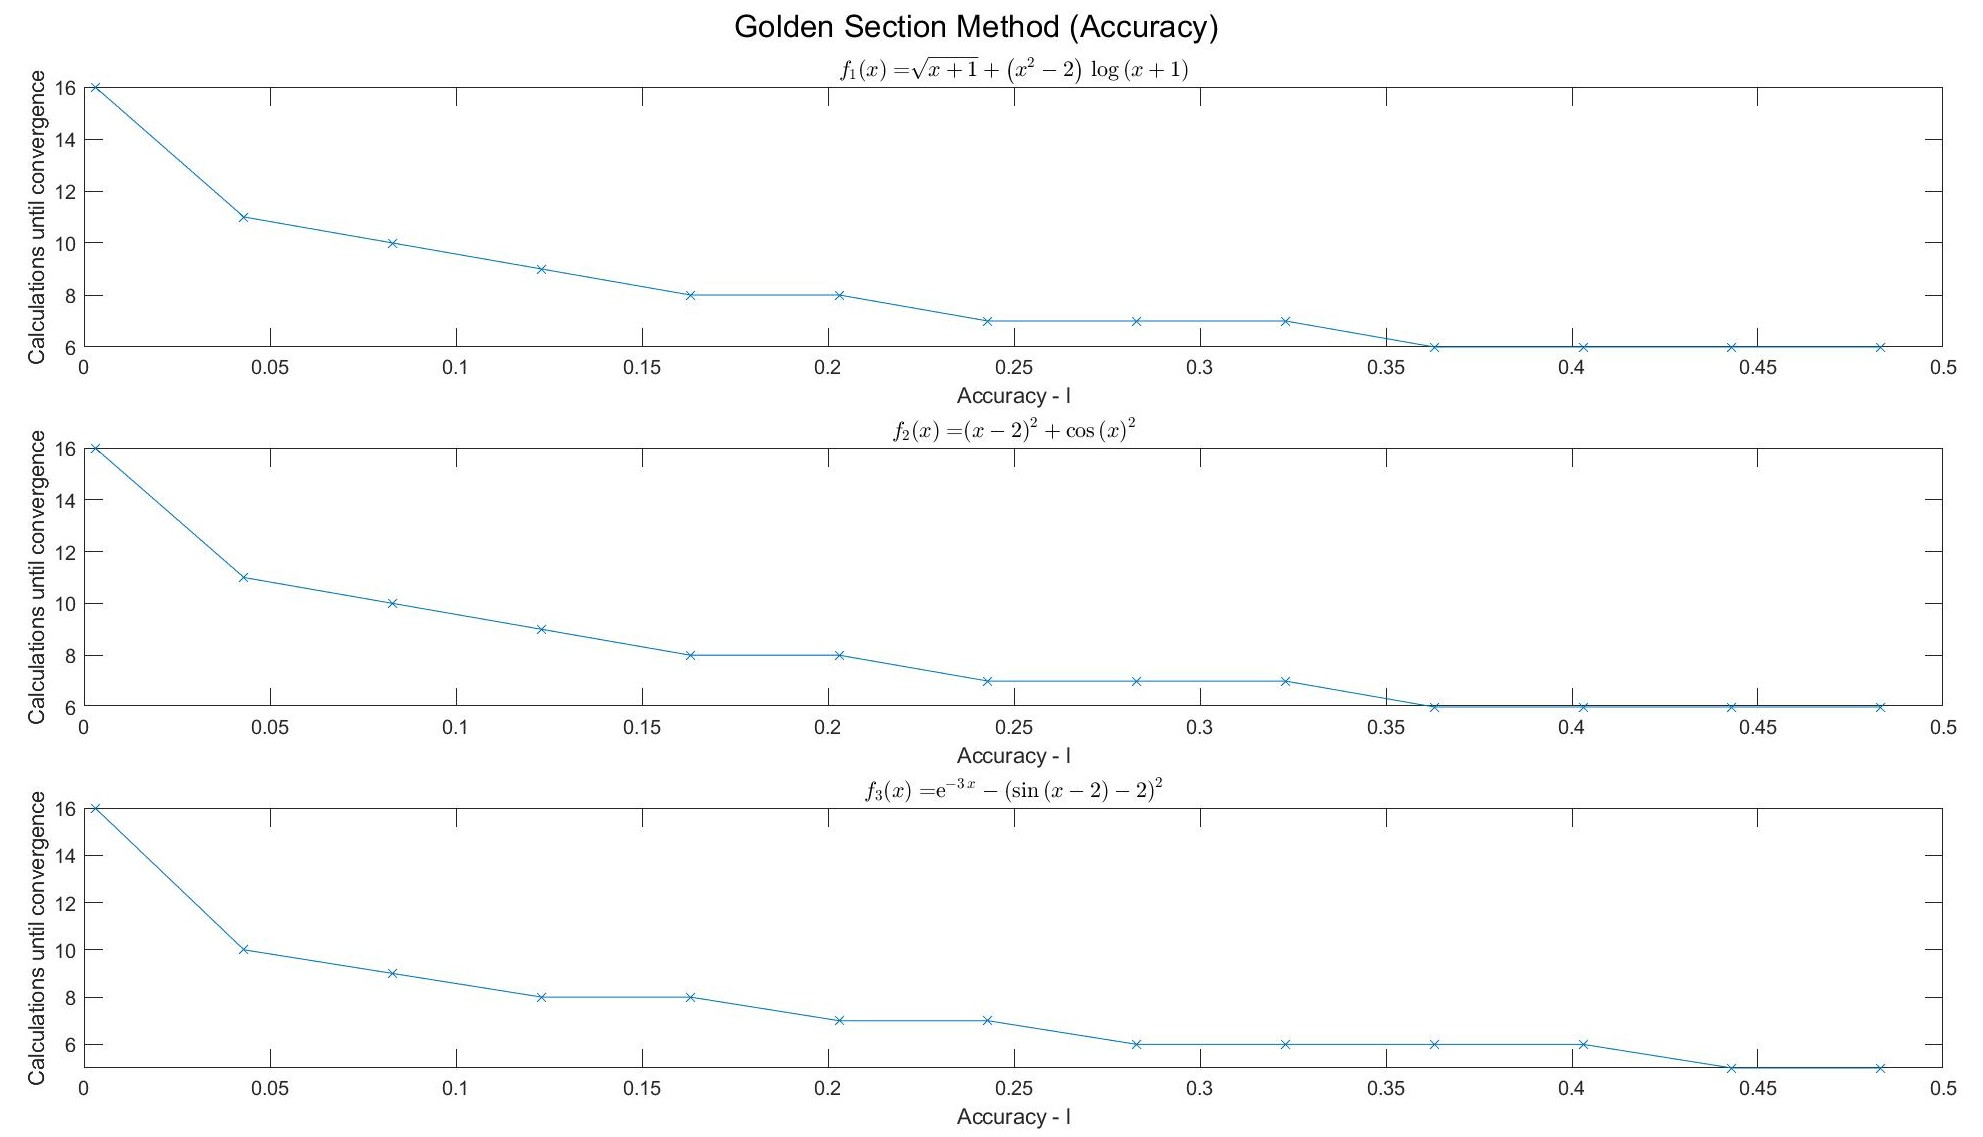 Golden Section Method (Accuracy)
f₁(x) =√(x + 1) + (x² − 2) log (x + 1)
Calculations until convergence
16
14
12
10
8
6
0 0.05 0.1 0.15 0.2 0.25 0.3 0.35 0.4 0.45 0.5
Accuracy - l
f₂(x) =(x − 2)² + cos (x)²
Calculations until convergence
16
14
12
10
8
6
0 0.05 0.1 0.15 0.2 0.25 0.3 0.35 0.4 0.45 0.5
Accuracy - l
f₃(x) =e⁻³ˣ − (sin (x − 2) − 2)²
Calculations until convergence
16
14
12
10
8
6
0 0.05 0.1 0.15 0.2 0.25 0.3 0.35 0.4 0.45 0.5
Accuracy - l